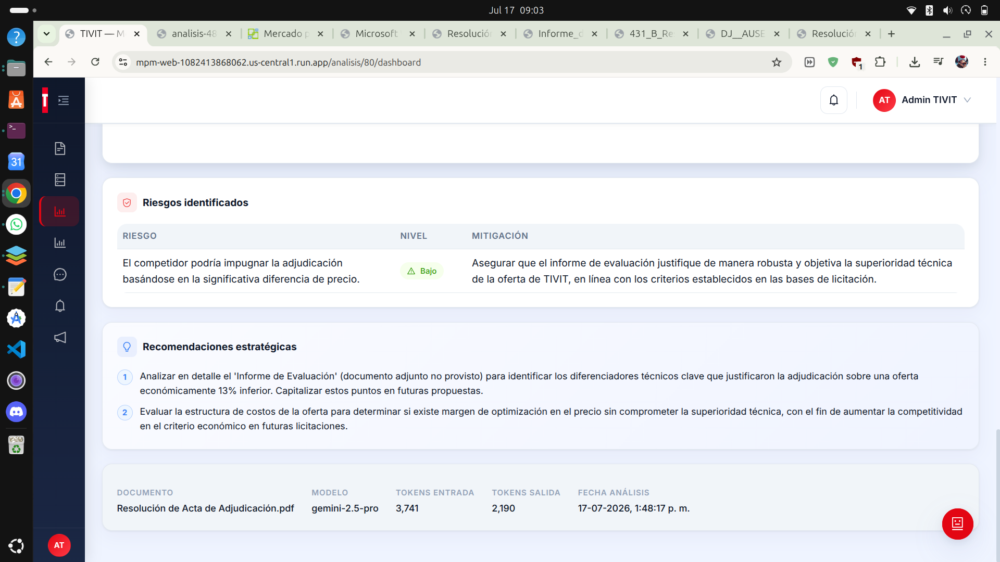 Jul 17 09:03
TIVIT — M
analisis-48
Mercado p
Microsoft
Resolución
Informe_d
431_B_Re
DJ__AUSE
Resolución
mpm-web-1082413868062.us-central1.run.app/analisis/80/dashboard
1
31
T
AT
Admin TIVIT
Riesgos identificados
RIESGO
NIVEL
MITIGACIÓN
El competidor podría impugnar la adjudicación
basándose en la significativa diferencia de precio.
Bajo
Asegurar que el informe de evaluación justifique de manera robusta y objetiva la superioridad técnica
de la oferta de TIVIT, en línea con los criterios establecidos en las bases de licitación.
Recomendaciones estratégicas
1
Analizar en detalle el 'Informe de Evaluación' (documento adjunto no provisto) para identificar los diferenciadores técnicos clave que justificaron la adjudicación sobre una oferta
económicamente 13% inferior. Capitalizar estos puntos en futuras propuestas.
2
Evaluar la estructura de costos de la oferta para determinar si existe margen de optimización en el precio sin comprometer la superioridad técnica, con el fin de aumentar la competitividad
en el criterio económico en futuras licitaciones.
DOCUMENTO
Resolución de Acta de Adjudicación.pdf
MODELO
gemini-2.5-pro
TOKENS ENTRADA
3,741
TOKENS SALIDA
2,190
FECHA ANÁLISIS
17-07-2026, 1:48:17 p. m.
AT